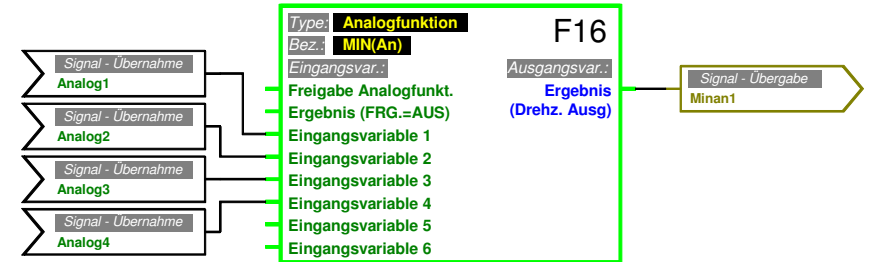 Signal - Übernahme
Analog1
Signal - Übernahme
Analog2
Signal - Übernahme
Analog3
Signal - Übernahme
Analog4
Type: Analogfunktion
F16
Bez.: MIN(An)
Eingangsvar.: Ausgangsvar.:
Freigabe Analogfunkt. Ergebnis
Ergebnis (FRG.=AUS) (Drehz. Ausg)
Eingangsvariable 1
Eingangsvariable 2
Eingangsvariable 3
Eingangsvariable 4
Eingangsvariable 5
Eingangsvariable 6
Signal - Übergabe
Minan1